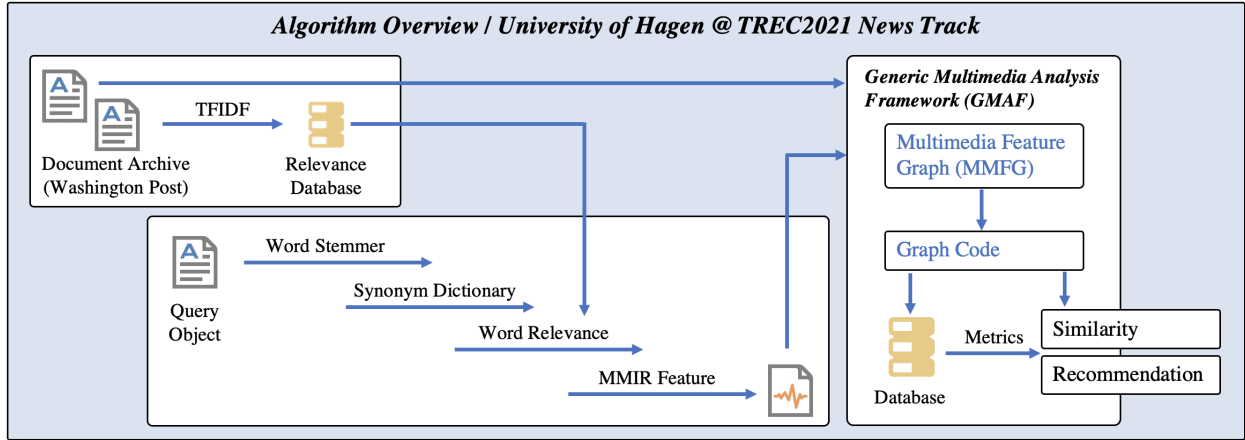 Algorithm Overview / University of Hagen @ TREC2021 News Track
A
A
TFIDF
Document Archive
(Washington Post)
Relevance
Database
A
Query
Object
Word Stemmer
Synonym Dictionary
Word Relevance
MMIR Feature
Generic Multimedia Analysis
Framework (GMAF)
Multimedia Feature
Graph (MMFG)
Graph Code
Database
Metrics
Similarity
Recommendation